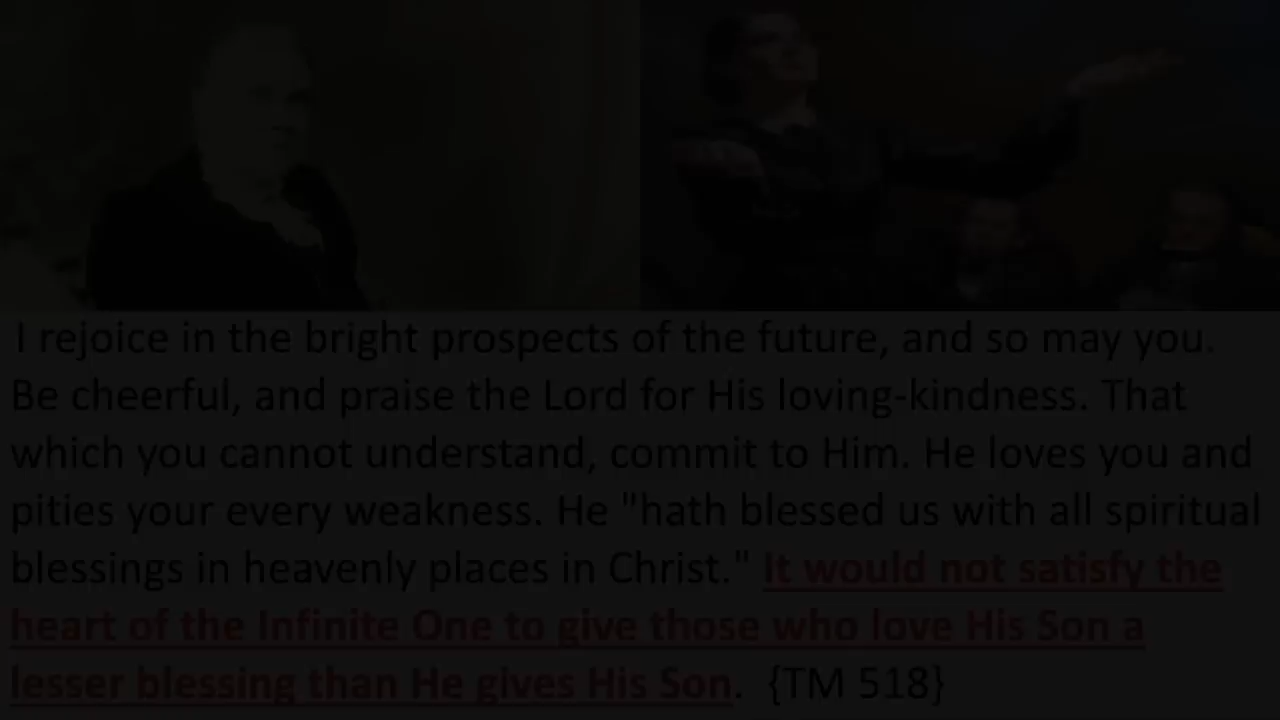 I rejoice in the bright prospects of the future, and so may you.
Be cheerful, and praise the Lord for His loving-kindness. That
which you cannot understand, commit to Him. He loves you and
pities your every weakness. He "hath blessed us with all spiritual
blessings in heavenly places in Christ." It would not satisfy the
heart of the Infinite One to give those who love His Son a
lesser blessing than He gives His Son. {TM 518}